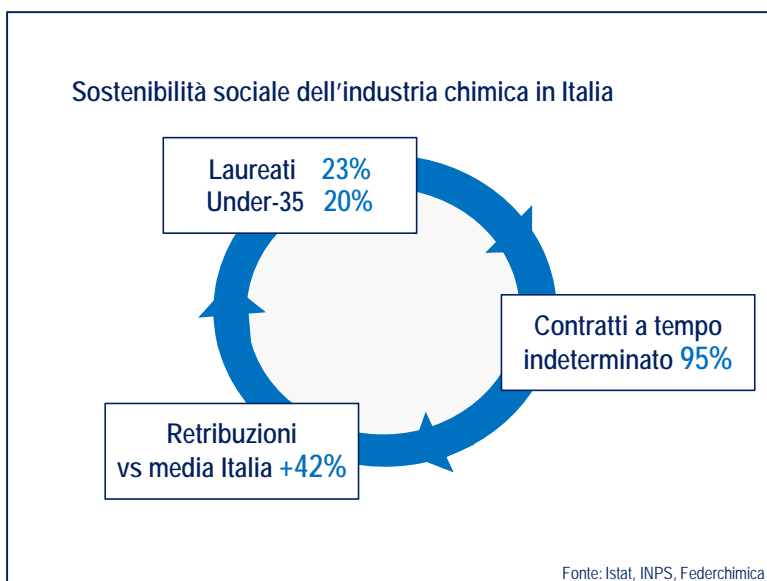 Sostenibilità sociale dell'industria chimica in Italia
Laureati 23%
Under-35 20%
Contratti a tempo
indeterminato 95%
Retribuzioni
vs media Italia +42%
Fonte: Istat, INPS, Federchimica